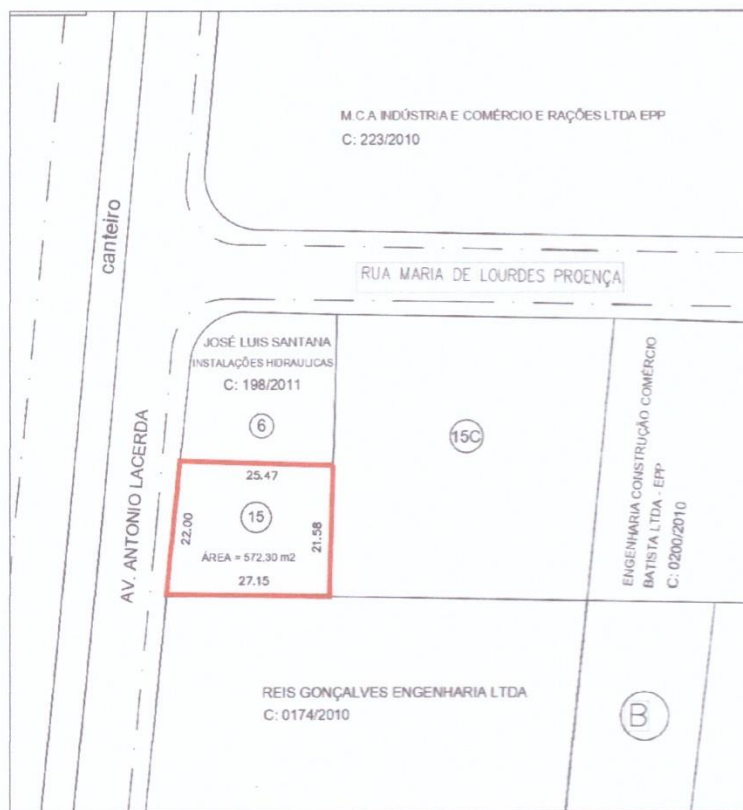 M.C.A INDÚSTRIA E COMÉRCIO E RAÇÕES LTDA EPP
C: 223/2010
canteiro
RUA MARIA DE LOURDES PROENÇA
JOSÉ LUIS SANTANA
INSTALAÇÕES HIDRAULICAS
C: 198/2011
6
15C
ENGENHARIA CONSTRUÇÃO COMÉRCIO
BATISTA LTDA - EPP
C: 0200/2010
AV. ANTONIO LACERDA
25.47
15
22.00
21.58
ÁREA = 572,30 m2
27.15
REIS GONÇALVES ENGENHARIA LTDA
C: 0174/2010
B